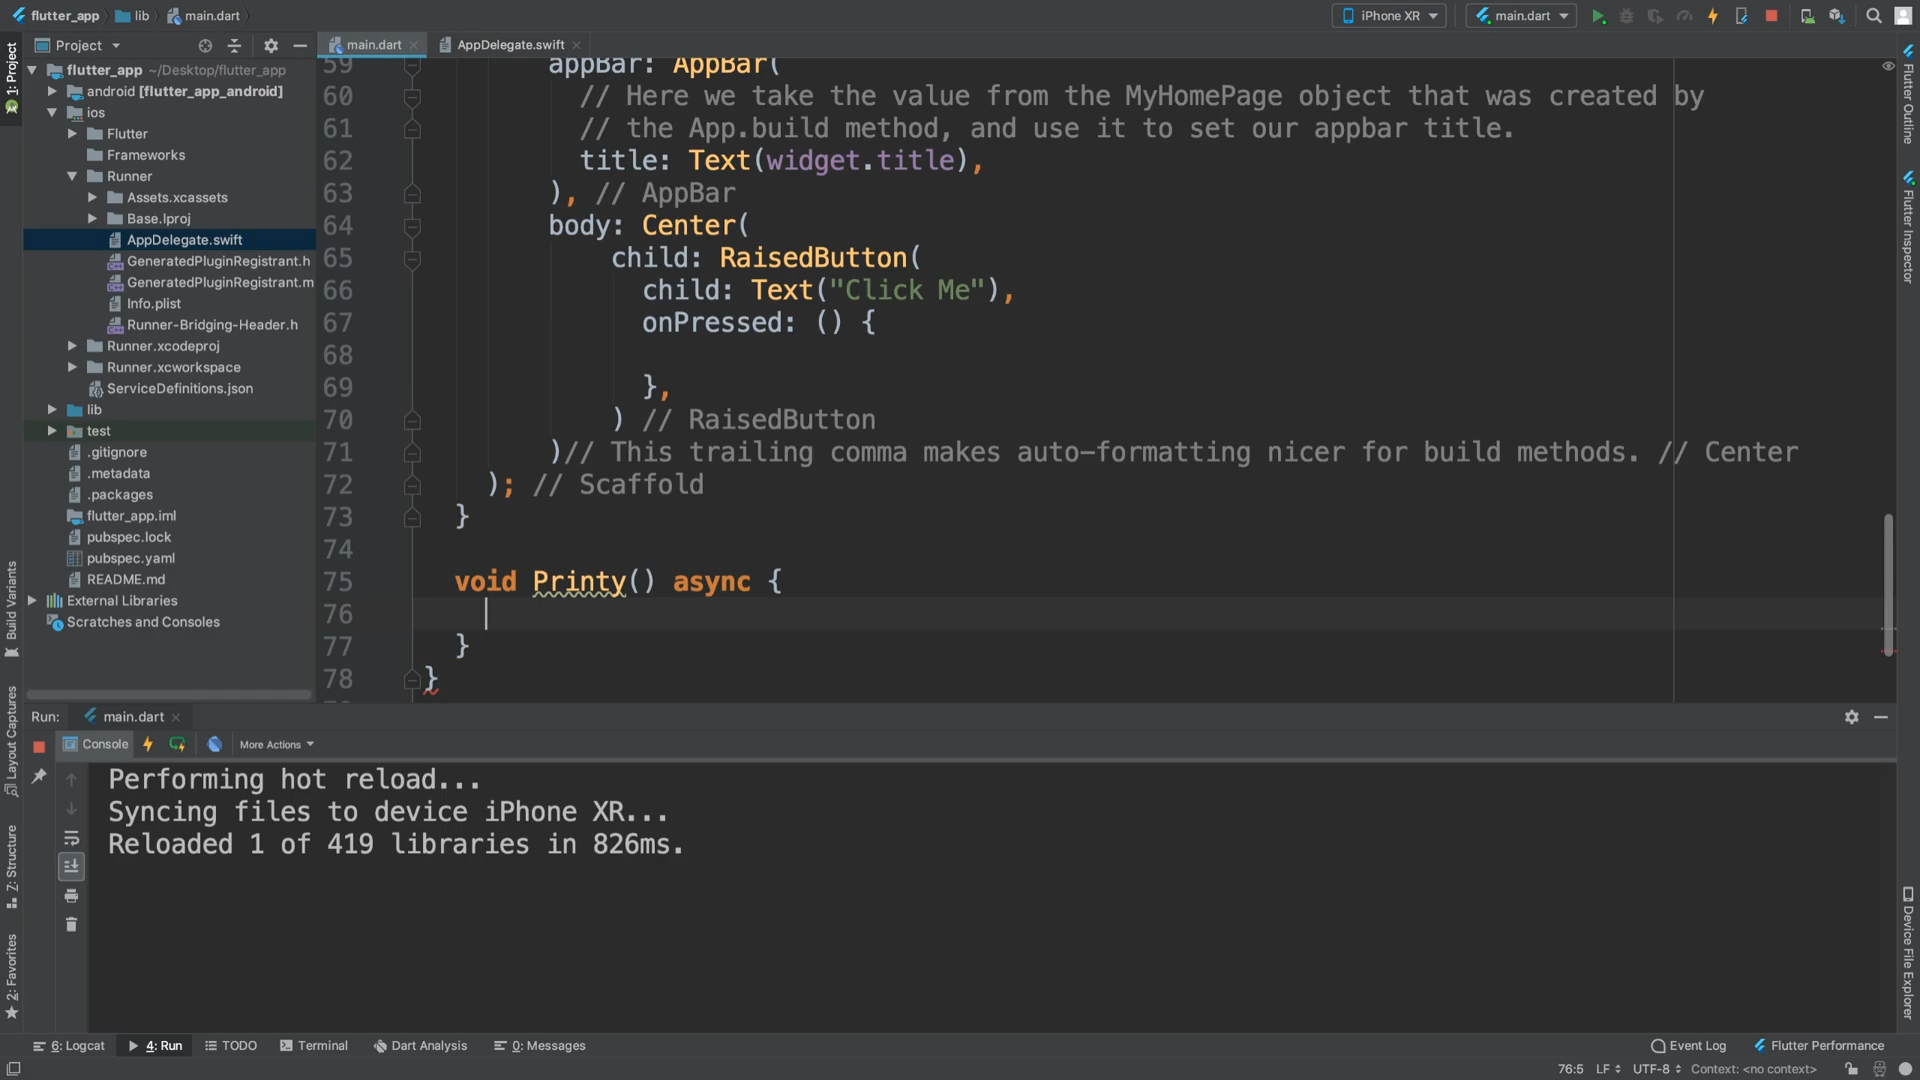 flutter_app
lib
main.dart
iPhone XR
main.dart
1: Project
Project
main.dart
AppDelegate.swift
flutter_app ~/Desktop/flutter_app
android [flutter_app_android]
ios
Flutter
Frameworks
Runner
Assets.xcassets
Base.lproj
AppDelegate.swift
GeneratedPluginRegistrant.h
GeneratedPluginRegistrant.m
Info.plist
Runner-Bridging-Header.h
Runner.xcodeproj
Runner.xcworkspace
ServiceDefinitions.json
lib
test
.gitignore
.metadata
.packages
flutter_app.iml
pubspec.lock
pubspec.yaml
README.md
External Libraries
Scratches and Consoles
59 appBar: AppBar(
60 // Here we take the value from the MyHomePage object that was created by
61 // the App.build method, and use it to set our appbar title.
62 title: Text(widget.title),
63 ), // AppBar
64 body: Center(
65 child: RaisedButton(
66 child: Text("Click Me"),
67 onPressed: () {
68
69 },
70 ) // RaisedButton
71 )// This trailing comma makes auto-formatting nicer for build methods. // Center
72 ); // Scaffold
73 }
74
75 void Printy() async {
76
77 }
78 }
Flutter Outline
Flutter Inspector
Device File Explorer
Build Variants
Layout Captures
Z: Structure
2: Favorites
Run:
main.dart
Console
More Actions
Performing hot reload...
Syncing files to device iPhone XR...
Reloaded 1 of 419 libraries in 826ms.
6: Logcat
4: Run
TODO
Terminal
Dart Analysis
0: Messages
Event Log
Flutter Performance
76:5
LF
UTF-8
Context: <no context>